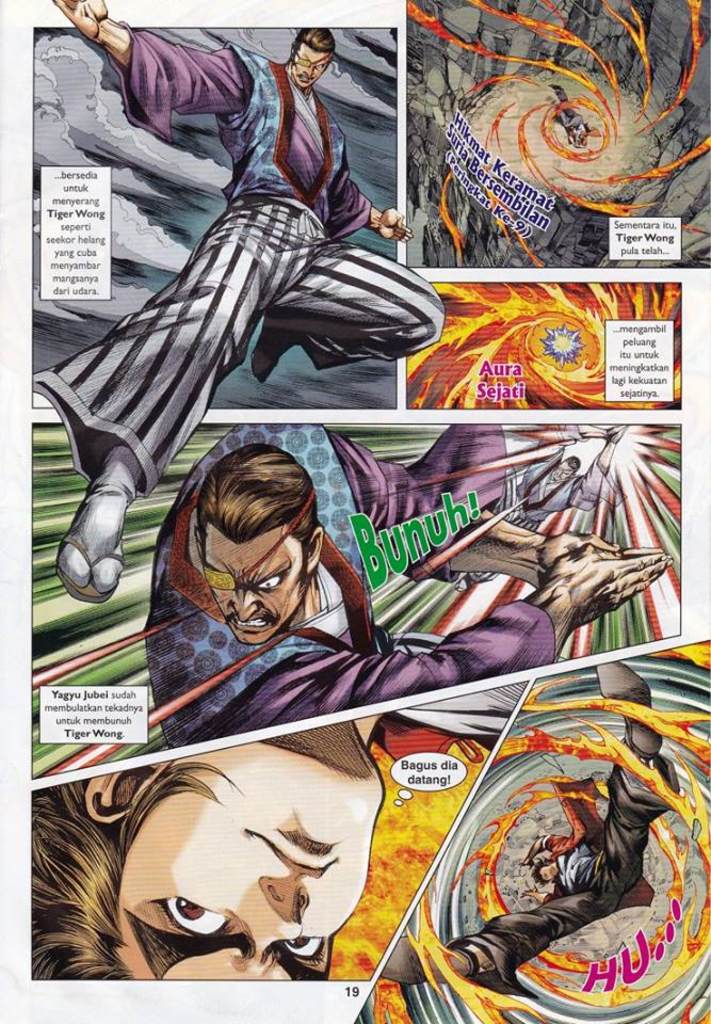 ...bersedia
untuk
menyerang
Tiger Wong
seperti
seekor helang
yang cuba
menyambar
mangsanya
dari udara.
Hikmat Keramat
Suria Bersembilan
(Peringkat Ke-9)
Sementara itu,
Tiger Wong
pula telah...
Aura
Sejati
...mengambil
peluang
itu untuk
meningkatkan
lagi kekuatan
sejatinya.
Bunuh!
Yagyu Jubei sudah
membulatkan tekadnya
untuk membunuh
Tiger Wong.
Bagus dia
datang!
HU...
19